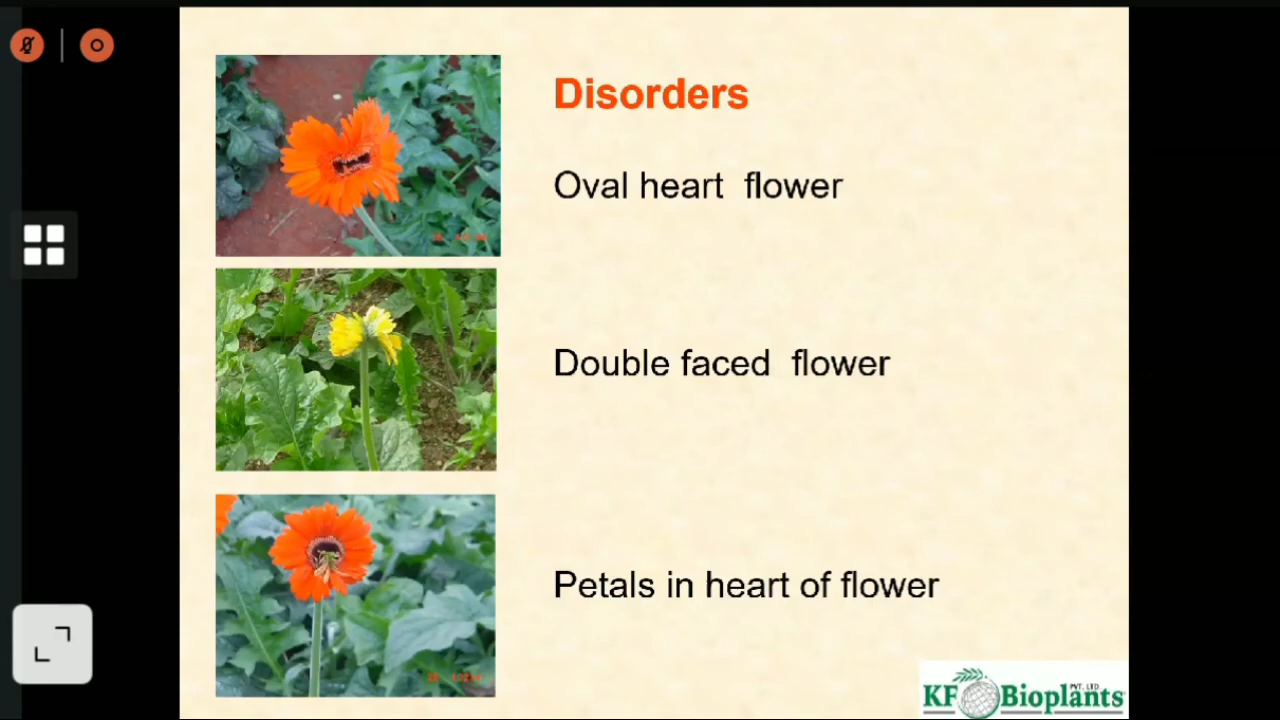 Disorders
Oval heart flower
Double faced flower
Petals in heart of flower
KF Bioplants PVT. LTD.